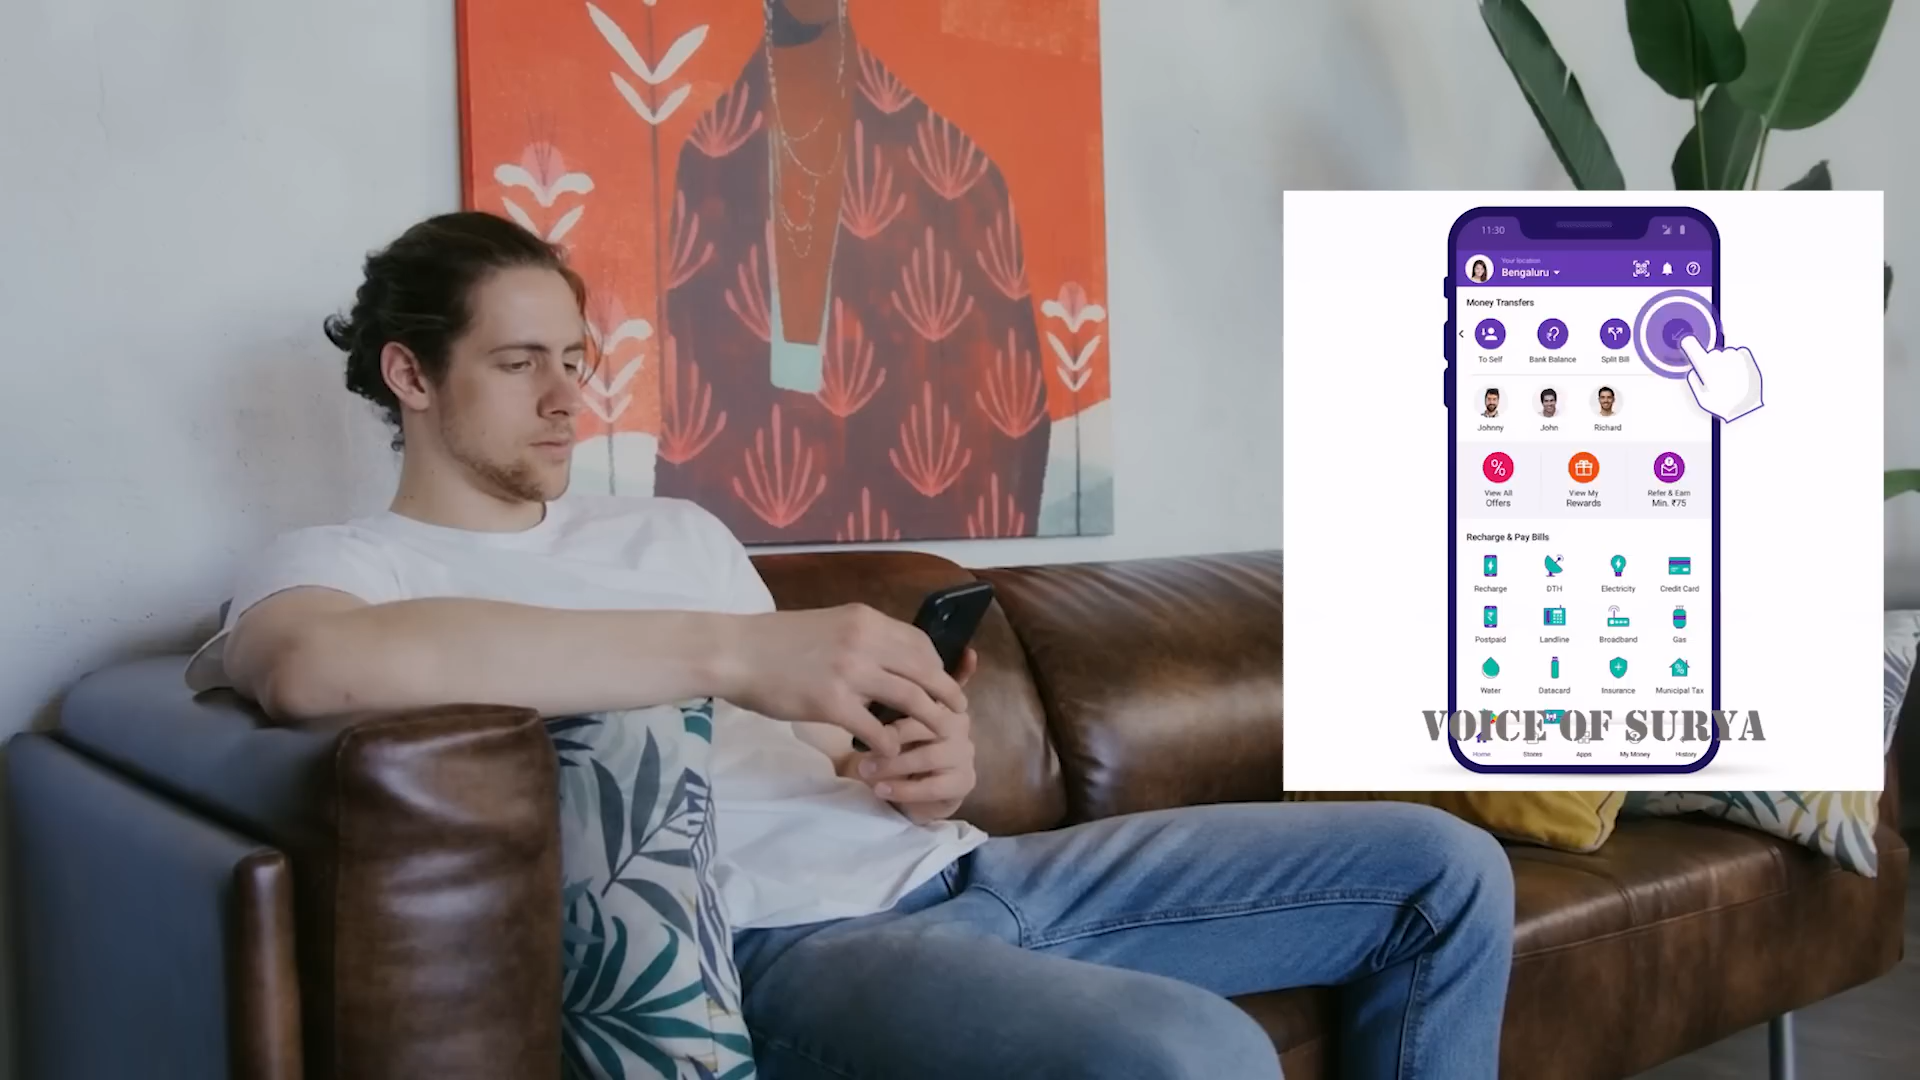 11:30
Your location
Bengaluru
Money Transfers
To Self Bank Balance Split Bill
Johnny John Richard
View All Offers View My Rewards Refer & Earn Min. ₹75
Recharge & Pay Bills
Recharge DTH Electricity Credit Card
Postpaid Landline Broadband Gas
Water Datacard Insurance Municipal Tax
VOICE OF SURYA
Home Stores Apps My Money History